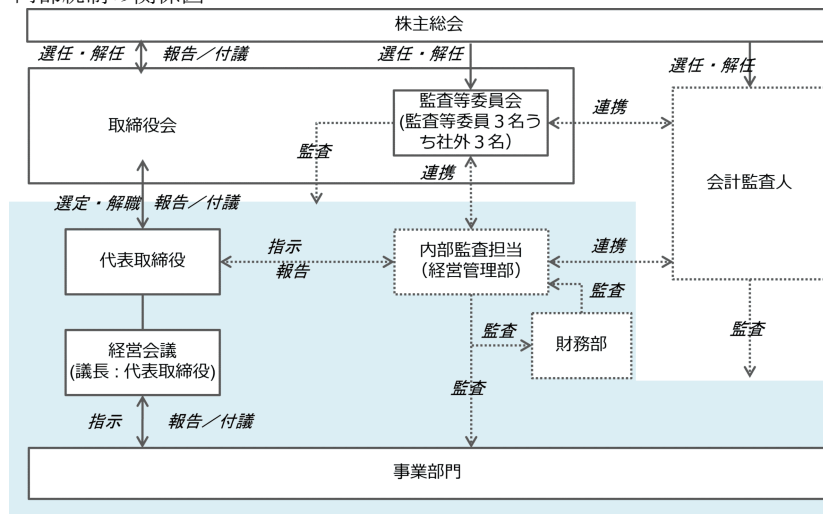 内部統制の関係図
株主総会
選任・解任
報告／付議
選任・解任
選任・解任
取締役会
監査等委員会
(監査等委員３名う
ち社外３名）
連携
監査
連携
会計監査人
選定・解職
報告／付議
代表取締役
指示
報告
内部監査担当
（経営管理部）
連携
監査
経営会議
(議長：代表取締役)
監査
財務部
監査
監査
指示
報告／付議
事業部門